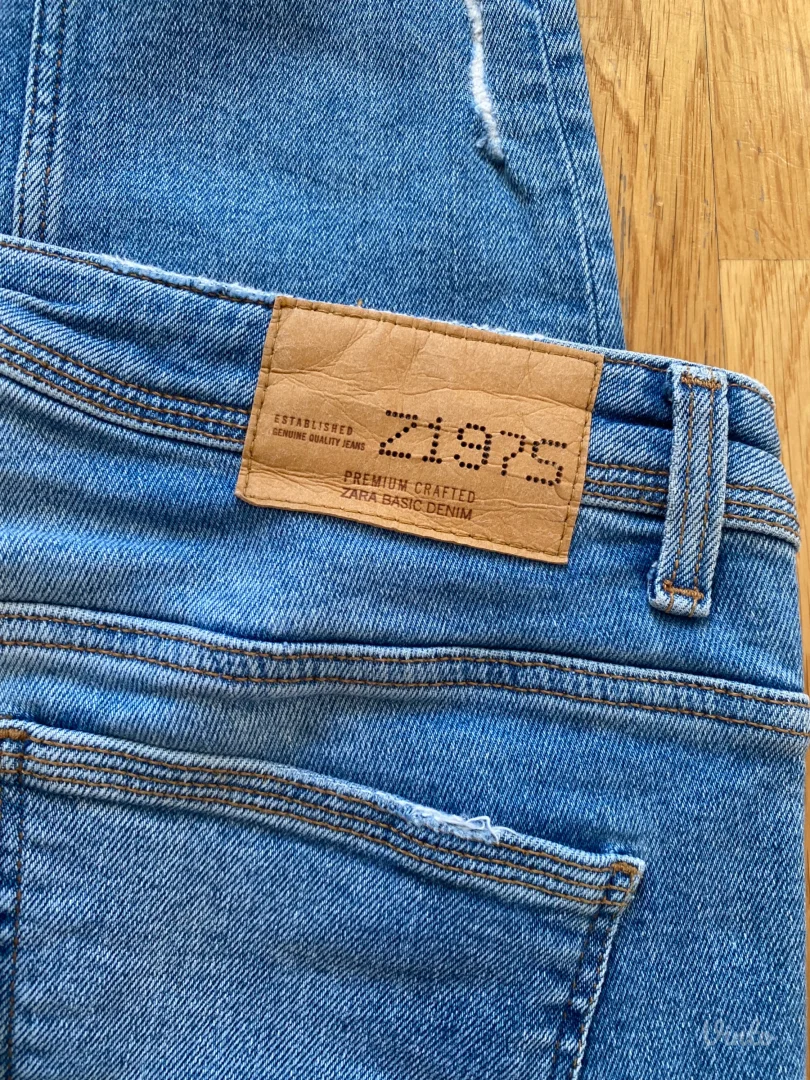 ESTABLISHED
GENUINE QUALITY JEANS
Z1975
PREMIUM CRAFTED
ZARA BASIC DENIM